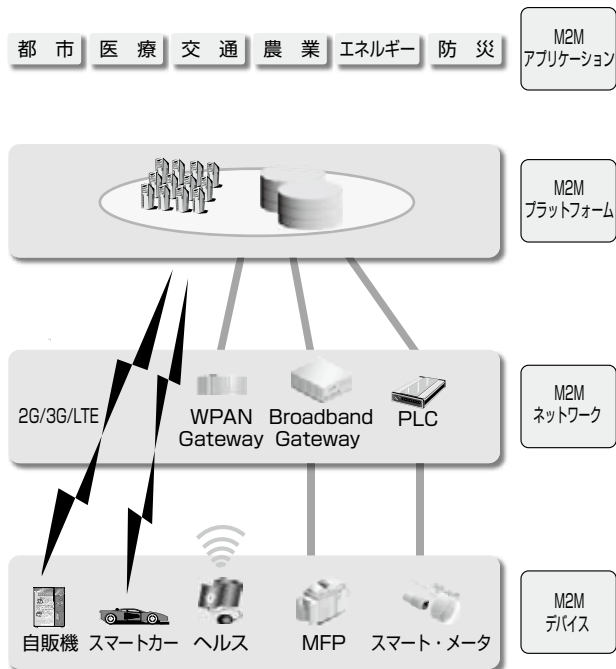 都市 医療 交通 農業 エネルギー 防災
M2M
アプリケーション
M2M
プラットフォーム
2G/3G/LTE
WPAN
Gateway
Broadband
Gateway
PLC
M2M
ネットワーク
自販機 スマートカー ヘルス MFP スマート・メータ
M2M
デバイス